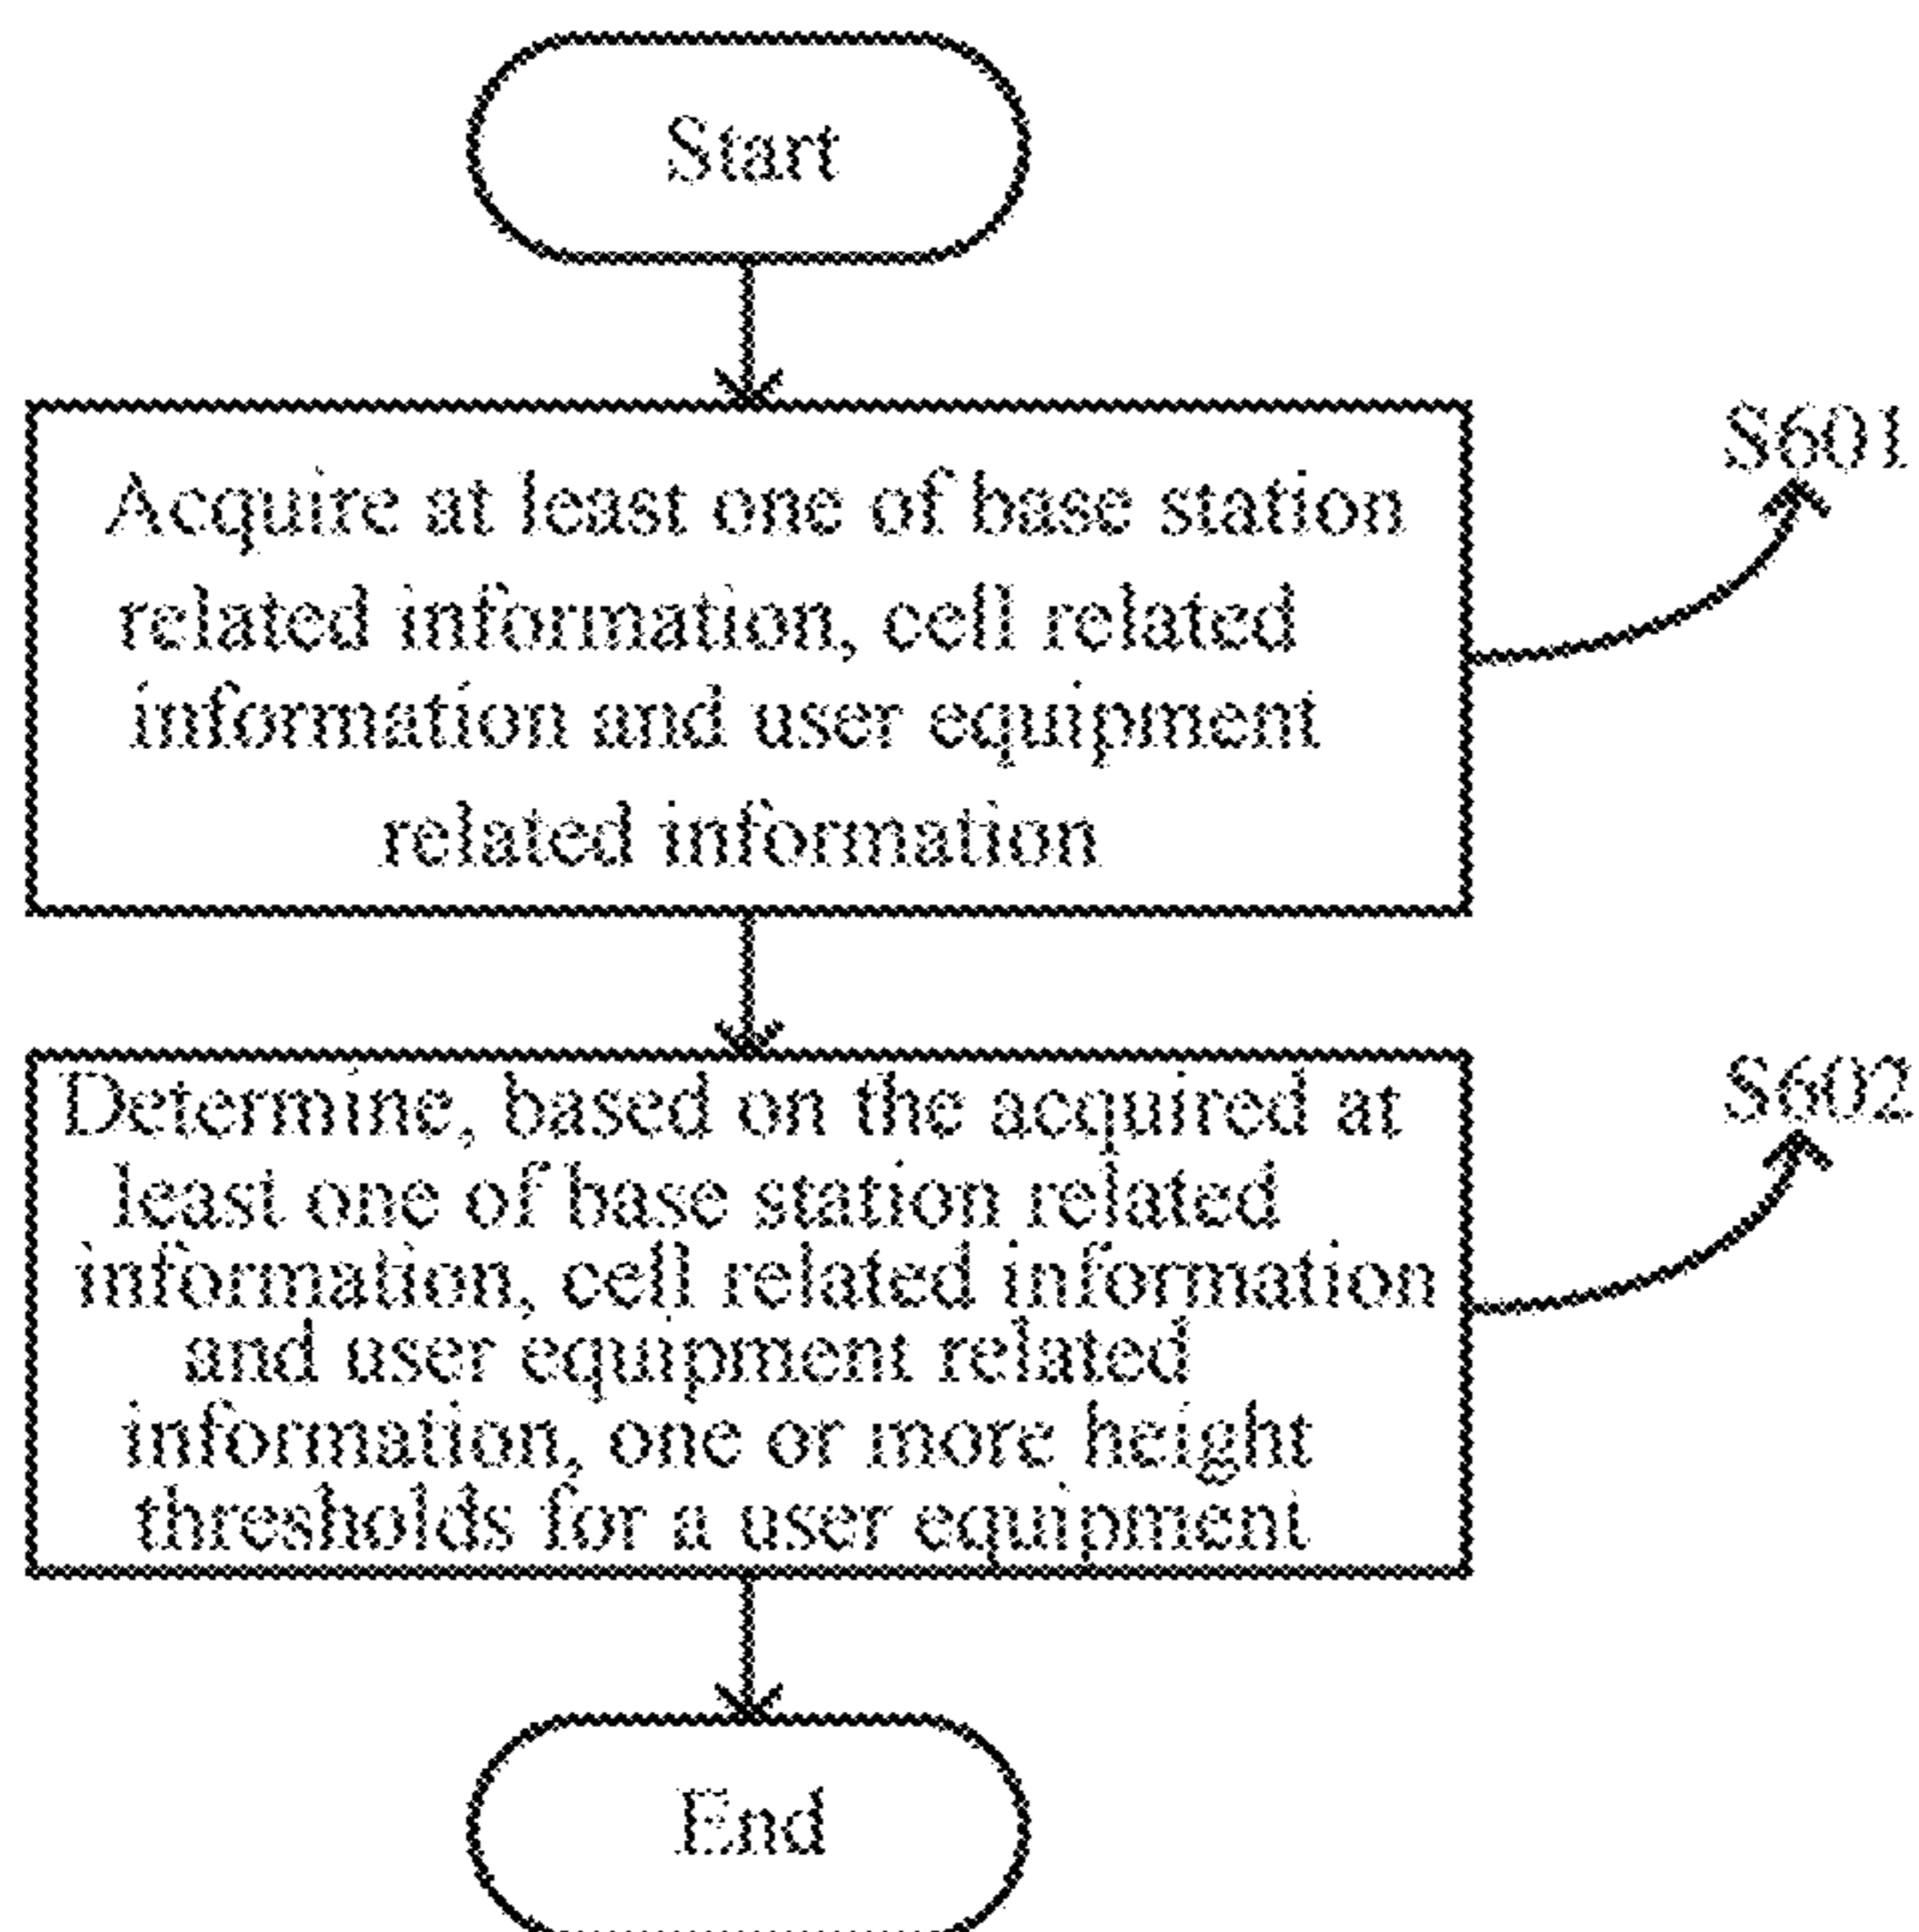 Start
S601
Acquire at least one of base station
related information, cell related
information and user equipment
related information
S602
Determine, based on the acquired at
least one of base station related
information, cell related information
and user equipment related
information, one or more height
thresholds for a user equipment
End